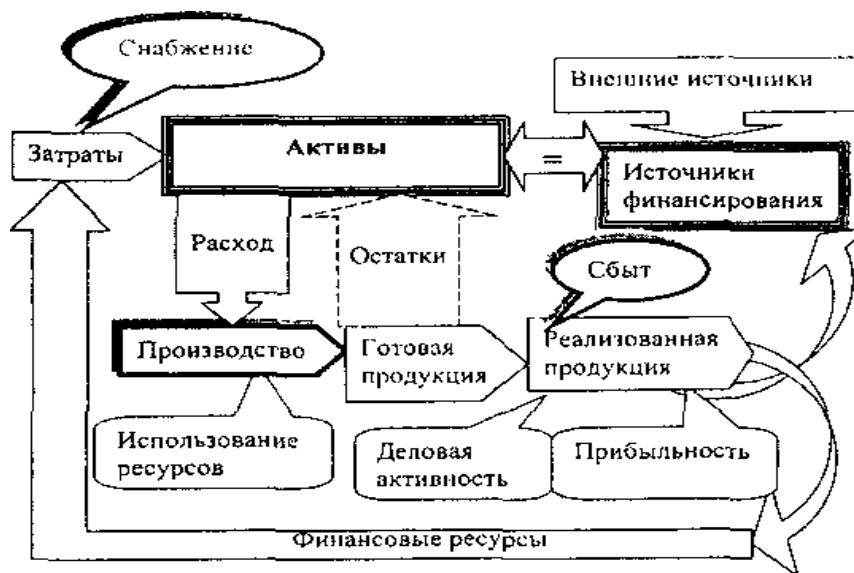 Снабжение
Внешние источники
Затраты
Активы
=
Источники
финансирования
Расход
Остатки
Сбыт
Производство
Готовая
продукция
Реализованная
продукция
Использование
ресурсов
Деловая
активность
Прибыльность
Финансовые ресурсы